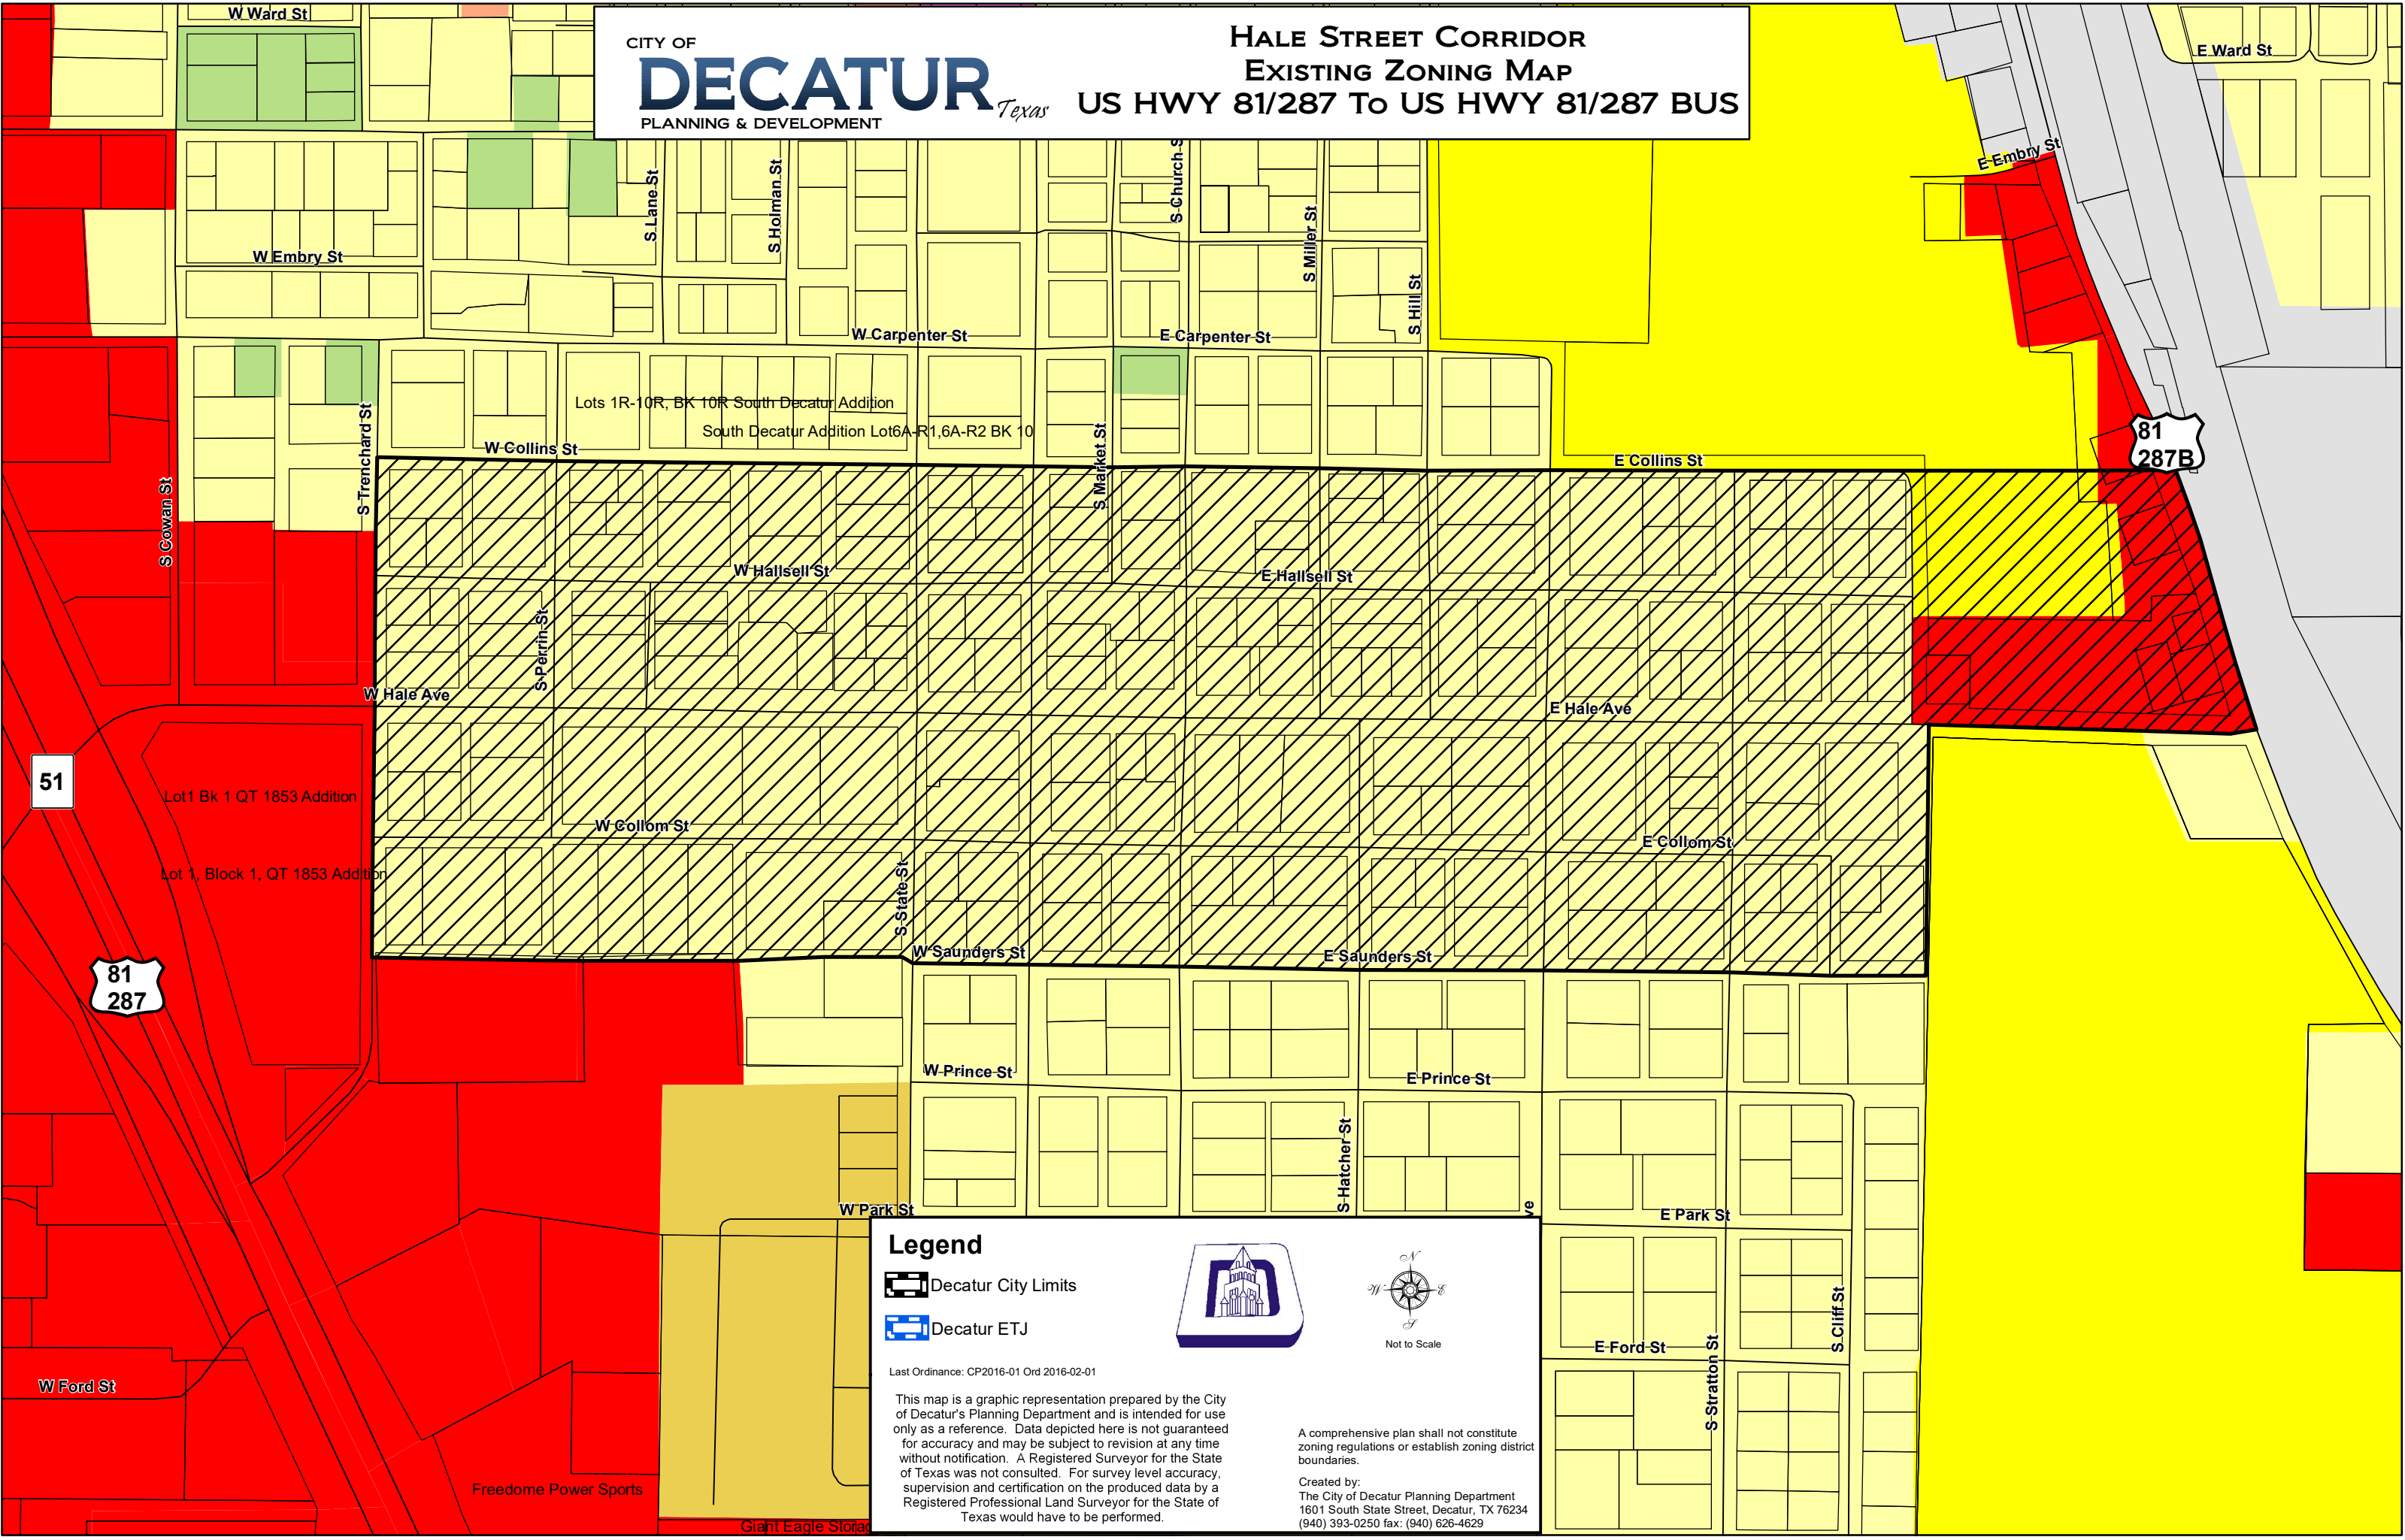 W Ward St
CITY OF
DECATUR
Texas
PLANNING & DEVELOPMENT
Hale Street Corridor
Existing Zoning Map
US HWY 81/287 To US HWY 81/287 BUS
E Ward St
E Embry St
S Lane St
S Holman St
S Church S
S Miller St
S Hill St
W Embry St
W Carpenter St
E Carpenter St
Lots 1R-10R, BK 10R South Decatur Addition
South Decatur Addition Lot6A-R1,6A-R2 BK 10
S Trenchard St
S Cowan St
W Collins St
S Market St
E Collins St
81
287B
W Hallsell St
E Hallsell St
S Perrin St
W Hale Ave
E Hale Ave
51
Lot1 Bk 1 QT 1853 Addition
W Collom St
E Collom St
Lot 1, Block 1, QT 1853 Addition
S State St
W Saunders St
E Saunders St
81
287
W Prince St
E Prince St
S Hatcher St
W Park St
ve
E Park St
S Cliff St
E Ford St
S Stratton St
W Ford St
Freedome Power Sports
Giant Eagle Storag
Legend
Decatur City Limits
Decatur ETJ
N
W
E
S
Not to Scale
Last Ordinance: CP2016-01 Ord 2016-02-01
This map is a graphic representation prepared by the City
of Decatur's Planning Department and is intended for use
only as a reference. Data depicted here is not guaranteed
for accuracy and may be subject to revision at any time
without notification. A Registered Surveyor for the State
of Texas was not consulted. For survey level accuracy,
supervision and certification on the produced data by a
Registered Professional Land Surveyor for the State of
Texas would have to be performed.
A comprehensive plan shall not constitute
zoning regulations or establish zoning district
boundaries.
Created by:
The City of Decatur Planning Department
1601 South State Street, Decatur, TX 76234
(940) 393-0250 fax: (940) 626-4629